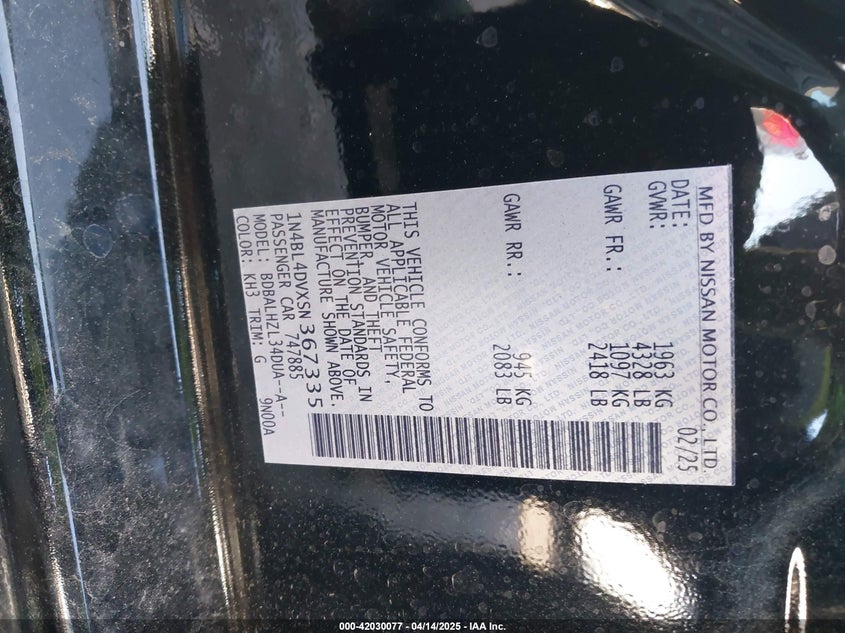 MFD BY NISSAN MOTOR CO., LTD.
DATE: 02/25
GVWR: 1963 KG
4328 LB
GAWR FR.: 1097 KG
2418 LB
GAWR RR.: 945 KG
2083 LB
THIS VEHICLE CONFORMS TO
ALL APPLICABLE FEDERAL
MOTOR VEHICLE SAFETY,
BUMPER, AND THEFT
PREVENTION STANDARDS IN
EFFECT ON THE DATE OF
MANUFACTURE SHOWN ABOVE.
1N4BL4DVXSN367335
PASSENGER CAR 747885
MODEL: BDBALHZL34DUA--A--
COLOR: KH3 TRIM: G 9N00A
000-42030077 - 04/14/2025 - IAA Inc.